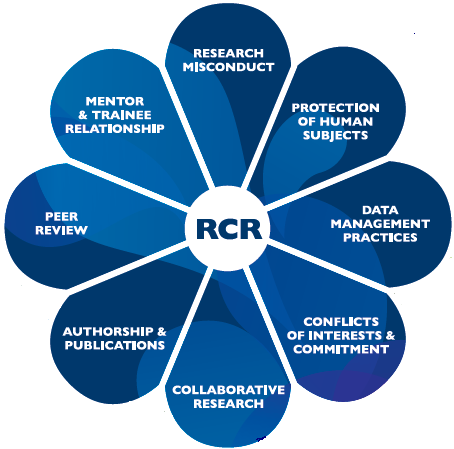 RESEARCH
MISCONDUCT
PROTECTION
OF HUMAN
SUBJECTS
DATA
MANAGEMENT
PRACTICES
CONFLICTS
OF INTERESTS &
COMMITMENT
COLLABORATIVE
RESEARCH
AUTHORSHIP &
PUBLICATIONS
PEER
REVIEW
MENTOR
& TRAINEE
RELATIONSHIP
RCR